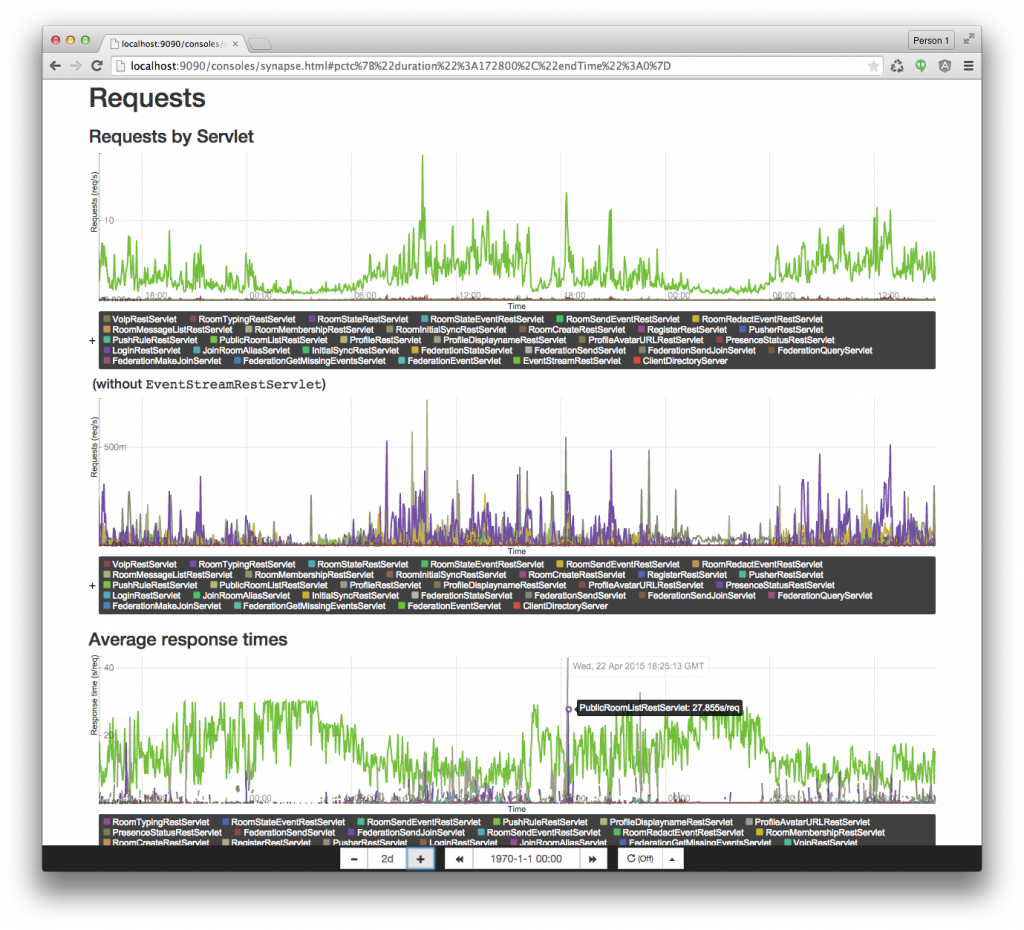 localhost:9090/consoles/s
Person 1
localhost:9090/consoles/synapse.html#pctc%7B%22duration%22%3A172800%2C%22endTime%22%3A0%7D
Requests
Requests by Servlet
Requests (req/s)
10
18:00 00:00 06:00 12:00 18:00 00:00 06:00 12:00
Time
VoipRestServlet RoomTypingRestServlet RoomStateRestServlet RoomStateEventRestServlet RoomSendEventRestServlet RoomRedactEventRestServlet
RoomMessageListRestServlet RoomMembershipRestServlet RoomInitialSyncRestServlet RoomCreateRestServlet RegisterRestServlet PusherRestServlet
+ PushRuleRestServlet PublicRoomListRestServlet ProfileRestServlet ProfileDisplaynameRestServlet ProfileAvatarURLRestServlet PresenceStatusRestServlet
LoginRestServlet JoinRoomAliasServlet InitialSyncRestServlet FederationStateServlet FederationSendServlet FederationSendJoinServlet FederationQueryServlet
FederationMakeJoinServlet FederationGetMissingEventsServlet FederationEventServlet EventStreamRestServlet ClientDirectoryServer
(without EventStreamRestServlet)
Requests (req/s)
500m
Time
VoipRestServlet RoomTypingRestServlet RoomStateRestServlet RoomStateEventRestServlet RoomSendEventRestServlet RoomRedactEventRestServlet
RoomMessageListRestServlet RoomMembershipRestServlet RoomInitialSyncRestServlet RoomCreateRestServlet RegisterRestServlet PusherRestServlet
+ PushRuleRestServlet PublicRoomListRestServlet ProfileRestServlet ProfileDisplaynameRestServlet ProfileAvatarURLRestServlet PresenceStatusRestServlet
LoginRestServlet JoinRoomAliasServlet InitialSyncRestServlet FederationStateServlet FederationSendServlet FederationSendJoinServlet FederationQueryServlet
FederationMakeJoinServlet FederationGetMissingEventsServlet FederationEventServlet ClientDirectoryServer
Average response times
Response time (s/req)
40
Wed, 22 Apr 2015 18:25:13 GMT
PublicRoomListRestServlet: 27.855s/req
20
Time
RoomTypingRestServlet RoomStateEventRestServlet RoomSendEventRestServlet PushRuleRestServlet ProfileDisplaynameRestServlet ProfileAvatarURLRestServlet
PresenceStatusRestServlet FederationSendServlet FederationSendJoinServlet RoomSendEventRestServlet RoomRedactEventRestServlet RoomMembershipRestServlet
RoomCreateRestServlet RegisterRestServlet PusherRestServlet LoginRestServlet JoinRoomAliasServlet FederationGetMissingEventsServlet VoipRestServlet
− 2d + 1970-1-1 00:00 (Off)